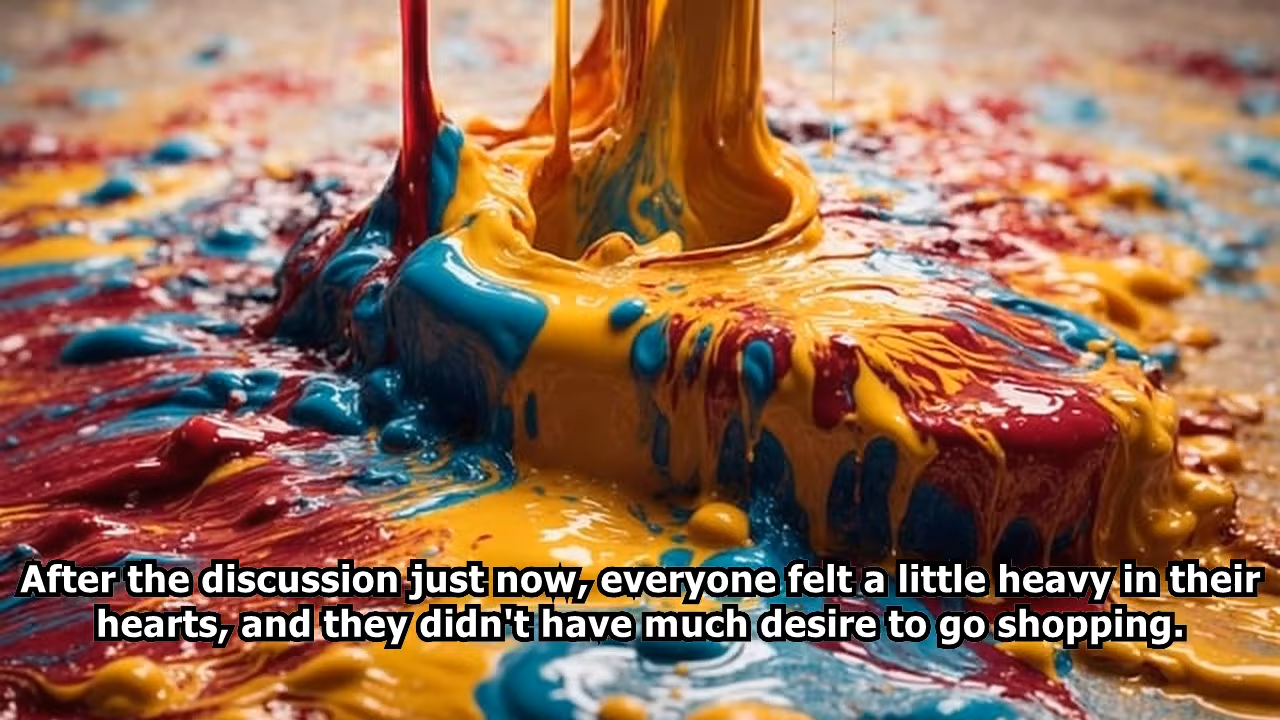 After the discussion just now, everyone felt a little heavy in their
hearts, and they didn't have much desire to go shopping.